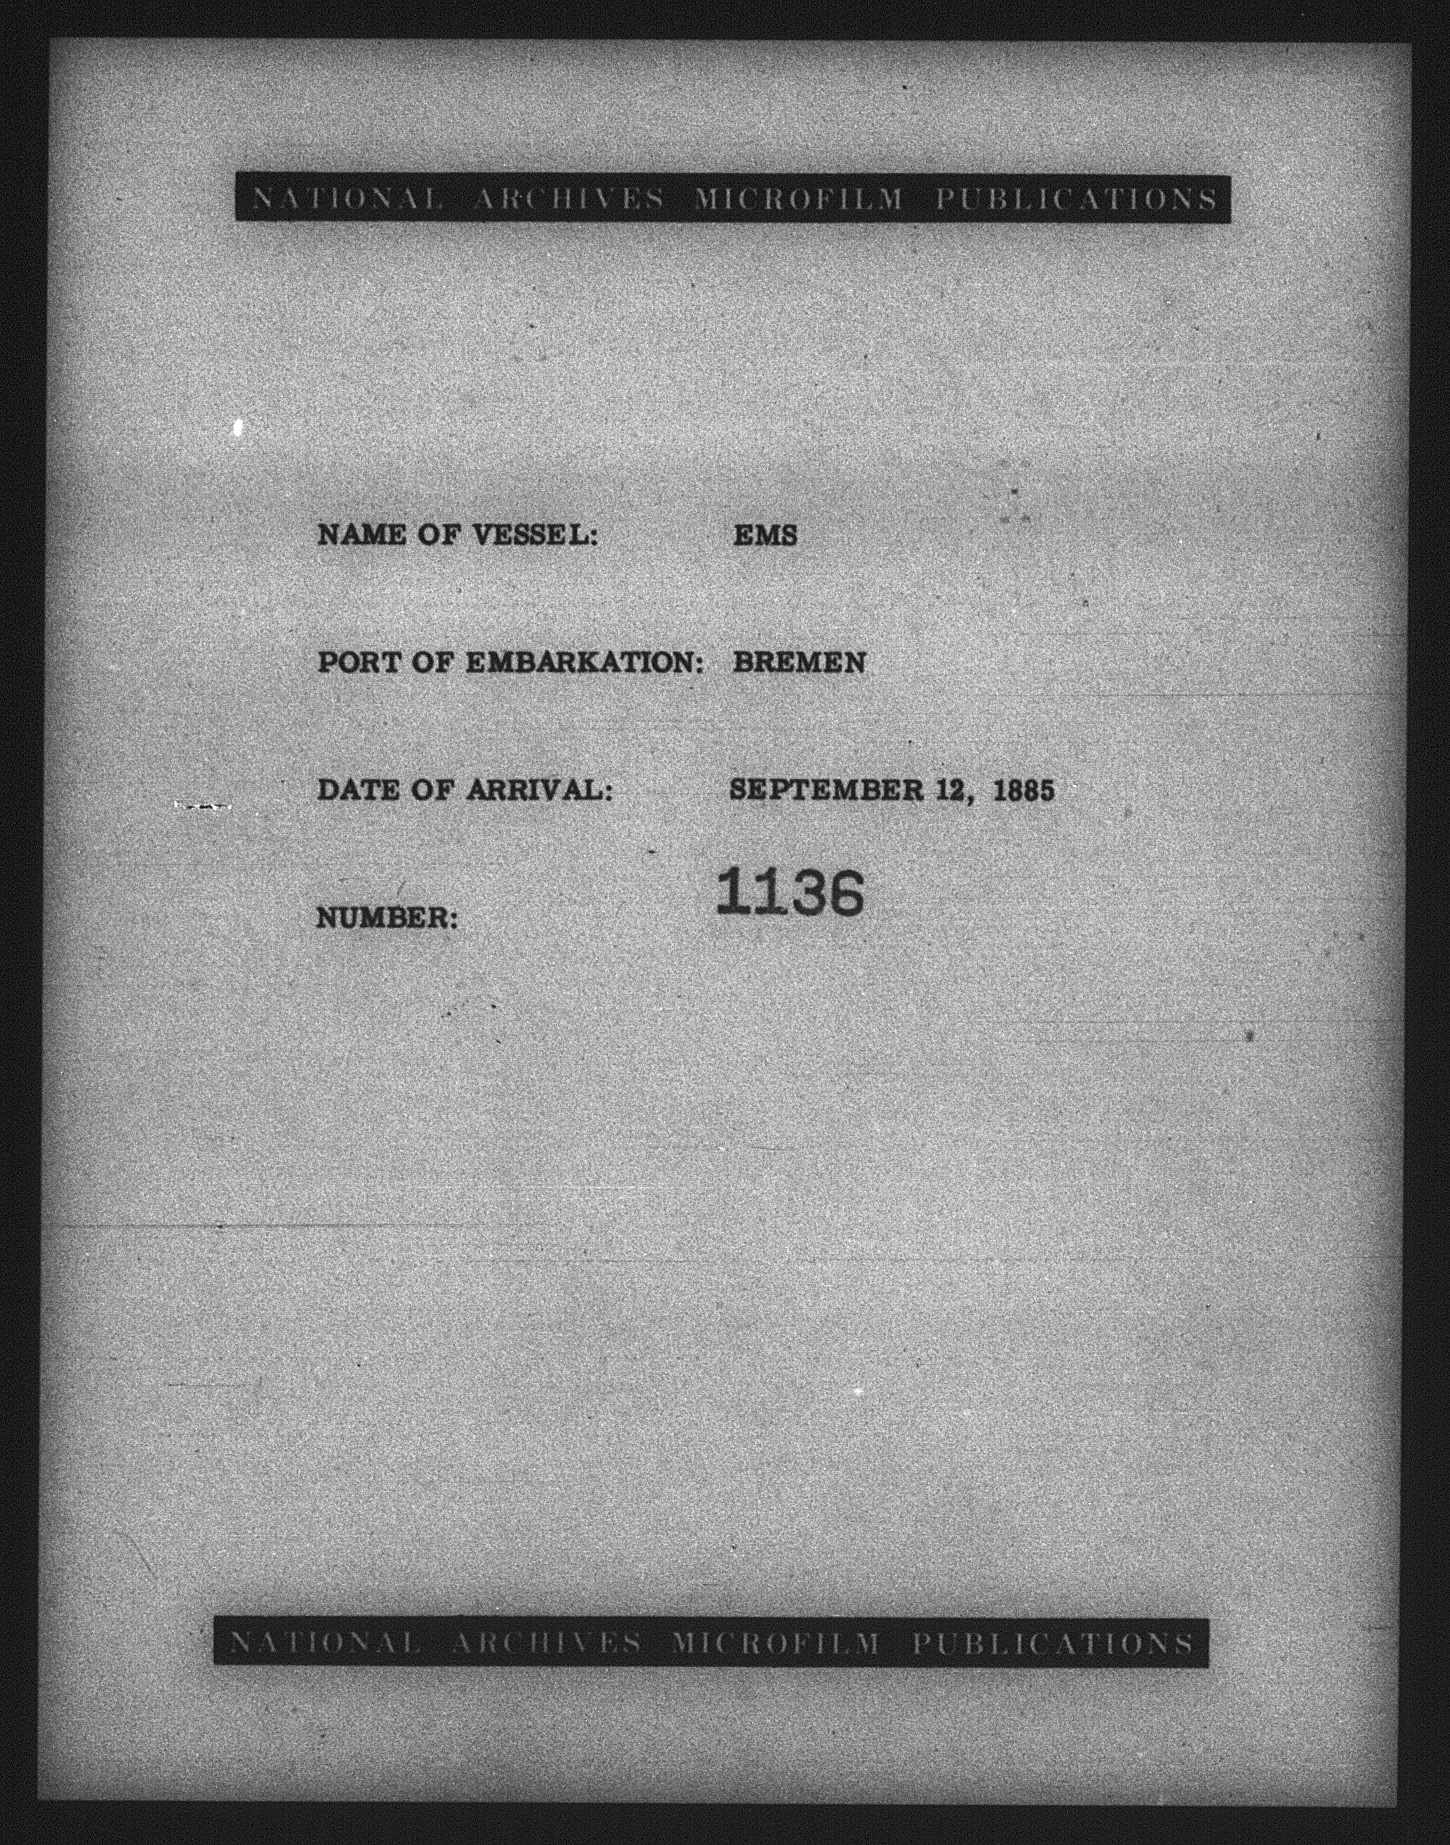 NATIONAL ARCHIVES MICROFILM PUBLICATIONS
NAME OF VESSEL: EMS
PORT OF EMBARKATION: BREMEN
DATE OF ARRIVAL: SEPTEMBER 12, 1885
NUMBER: 1136
NATIONAL ARCHIVES MICROFILM PUBLICATIONS